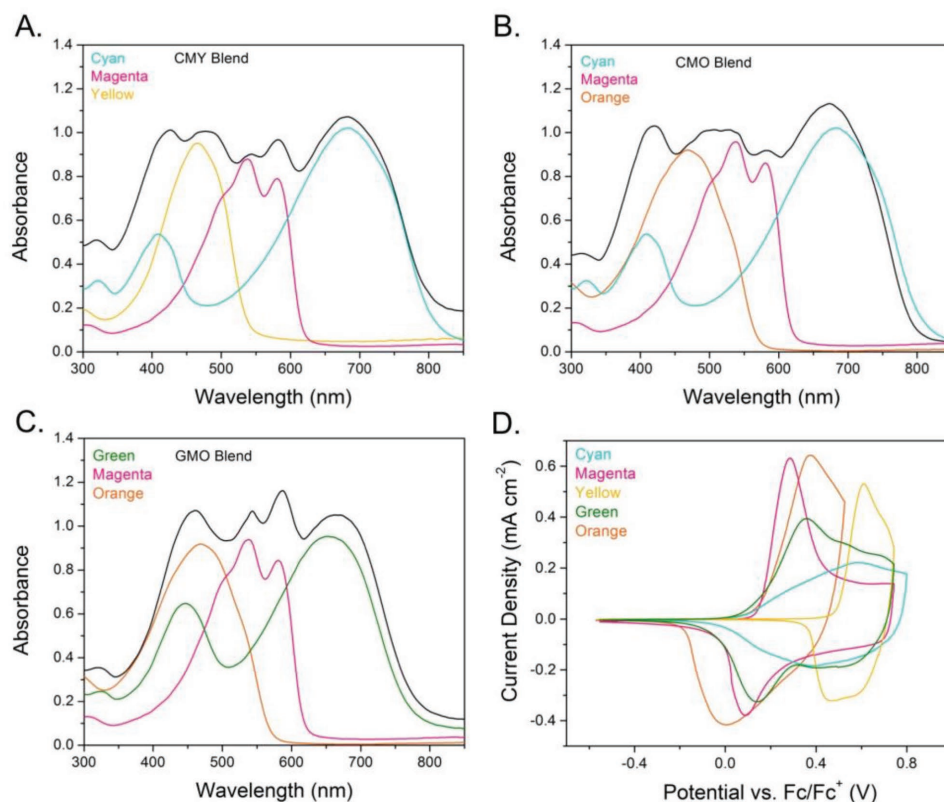 A.
Cyan
Magenta
Yellow
CMY Blend
1.4
1.2
1.0
0.8
0.6
0.4
0.2
0.0
Absorbance
300 400 500 600 700 800
Wavelength (nm)
B.
Cyan
Magenta
Orange
CMO Blend
1.4
1.2
1.0
0.8
0.6
0.4
0.2
0.0
Absorbance
300 400 500 600 700 800
Wavelength (nm)
C.
Green
Magenta
Orange
GMO Blend
1.4
1.2
1.0
0.8
0.6
0.4
0.2
0.0
Absorbance
300 400 500 600 700 800
Wavelength (nm)
D.
Cyan
Magenta
Yellow
Green
Orange
0.6
0.4
0.2
0.0
-0.2
-0.4
Current Density (mA cm⁻²)
-0.4 0.0 0.4 0.8
Potential vs. Fc/Fc⁺ (V)